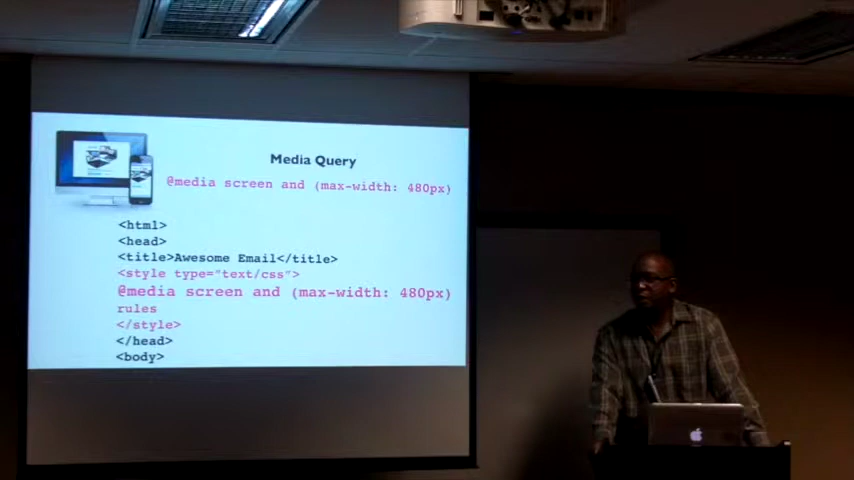 Media Query
@media screen and (max-width: 480px)
<html>
<head>
<title>Awesome Email</title>
<style type="text/css">
@media screen and (max-width: 480px)
rules
</style>
</head>
<body>